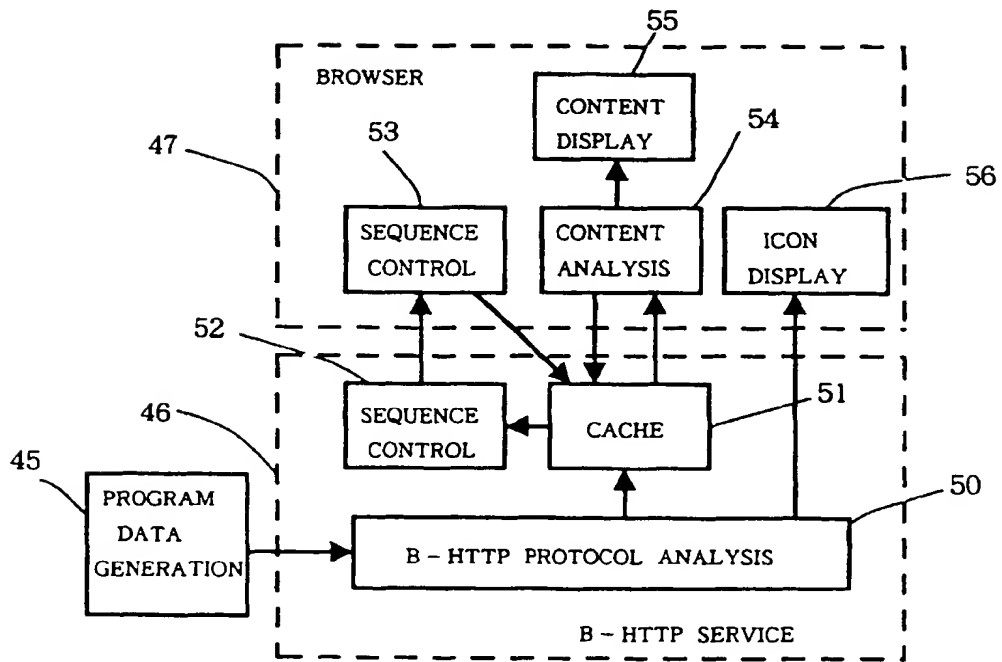 55
BROWSER
CONTENT
DISPLAY
54
53
47
56
SEQUENCE
CONTROL
CONTENT
ANALYSIS
ICON
DISPLAY
52
51
46
SEQUENCE
CONTROL
CACHE
45
50
PROGRAM
DATA
GENERATION
B-HTTP PROTOCOL ANALYSIS
B-HTTP SERVICE